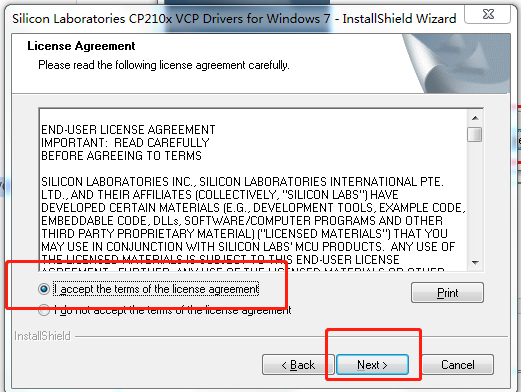 Silicon Laboratories CP210x VCP Drivers for Windows 7 - InstallShield Wizard
License Agreement
Please read the following license agreement carefully.
END-USER LICENSE AGREEMENT
IMPORTANT: READ CAREFULLY
BEFORE AGREEING TO TERMS
SILICON LABORATORIES INC., SILICON LABORATORIES INTERNATIONAL PTE.
LTD., AND THEIR AFFILIATES (COLLECTIVELY, "SILICON LABS") HAVE
DEVELOPED CERTAIN MATERIALS (E.G., DEVELOPMENT TOOLS, EXAMPLE CODE,
EMBEDDABLE CODE, DLLs, SOFTWARE/COMPUTER PROGRAMS AND OTHER
THIRD PARTY PROPRIETARY MATERIAL) ("LICENSED MATERIALS") THAT YOU
MAY USE IN CONJUNCTION WITH SILICON LABS' MCU PRODUCTS. ANY USE OF
THE LICENSED MATERIALS IS SUBJECT TO THIS END-USER LICENSE
AGREEMENT. FURTHER, ANY USE OF THE LICENSED MATERIALS OR OTHER
I accept the terms of the license agreement
I do not accept the terms of the license agreement
Print
InstallShield
< Back
Next >
Cancel